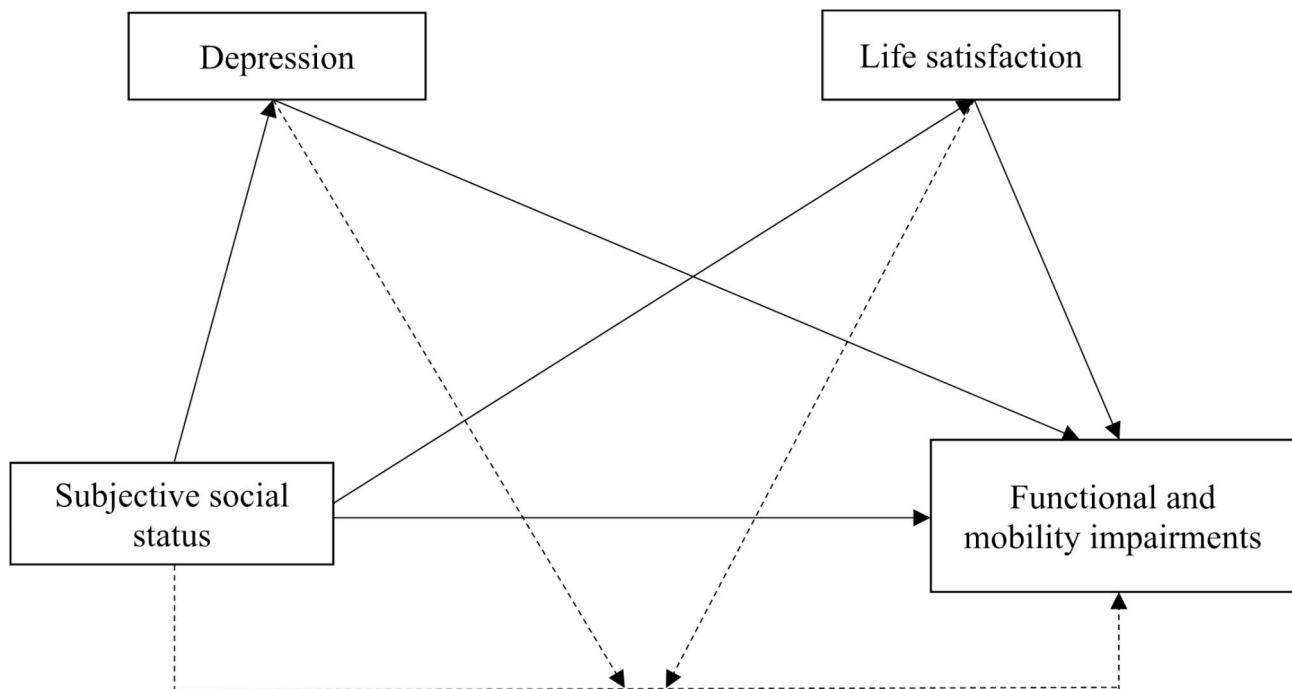 Depression
Life satisfaction
Subjective social
status
Functional and
mobility impairments